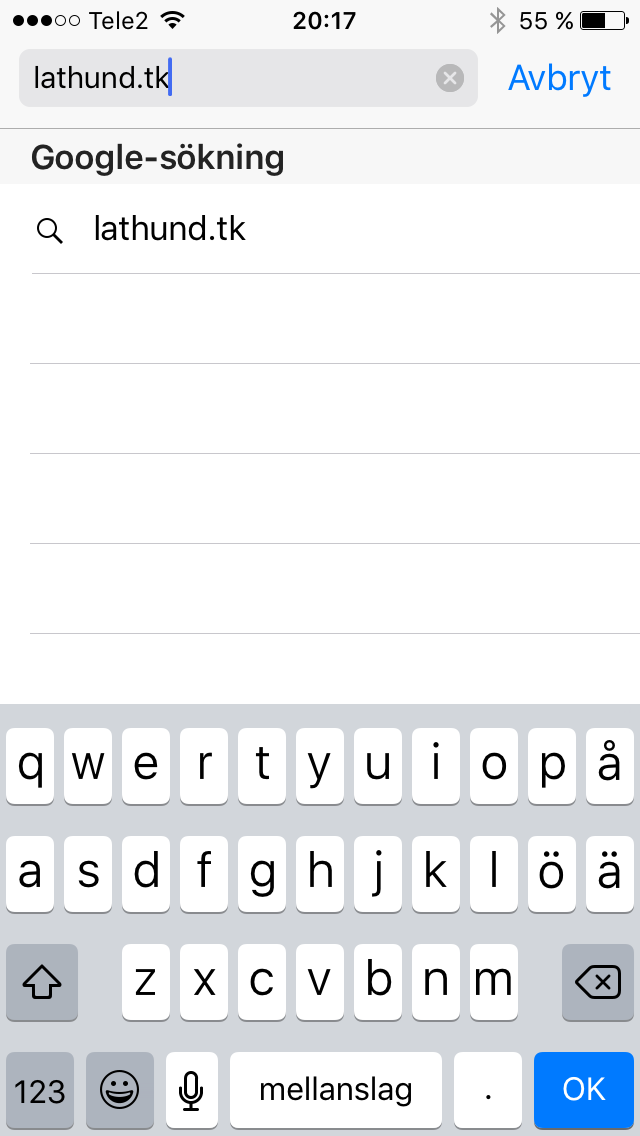 Tele2 20:17 55 %
lathund.tk Avbryt
Google-sökning
lathund.tk
q w e r t y u i o p å
a s d f g h j k l ö ä
z x c v b n m
123 mellanslag . OK